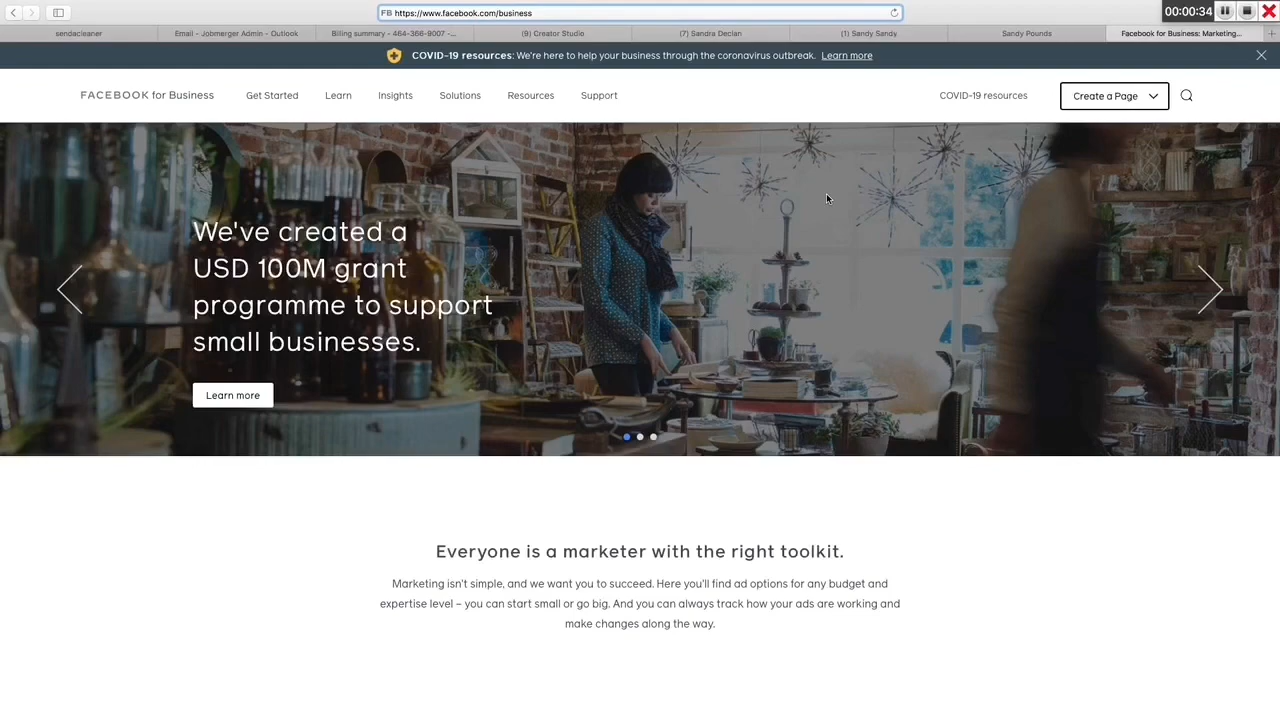 FB https://www.facebook.com/business
00:00:34
sendacleaner
Email - Jobmerger Admin - Outlook
Billing summary - 464-366-9007 -...
(9) Creator Studio
(7) Sandra Declan
(1) Sandy Sandy
Sandy Pounds
Facebook for Business: Marketing...
COVID-19 resources: We're here to help your business through the coronavirus outbreak. Learn more
FACEBOOK for Business
Get Started
Learn
Insights
Solutions
Resources
Support
COVID-19 resources
Create a Page
We've created a
USD 100M grant
programme to support
small businesses.
Learn more
Everyone is a marketer with the right toolkit.
Marketing isn't simple, and we want you to succeed. Here you'll find ad options for any budget and
expertise level – you can start small or go big. And you can always track how your ads are working and
make changes along the way.